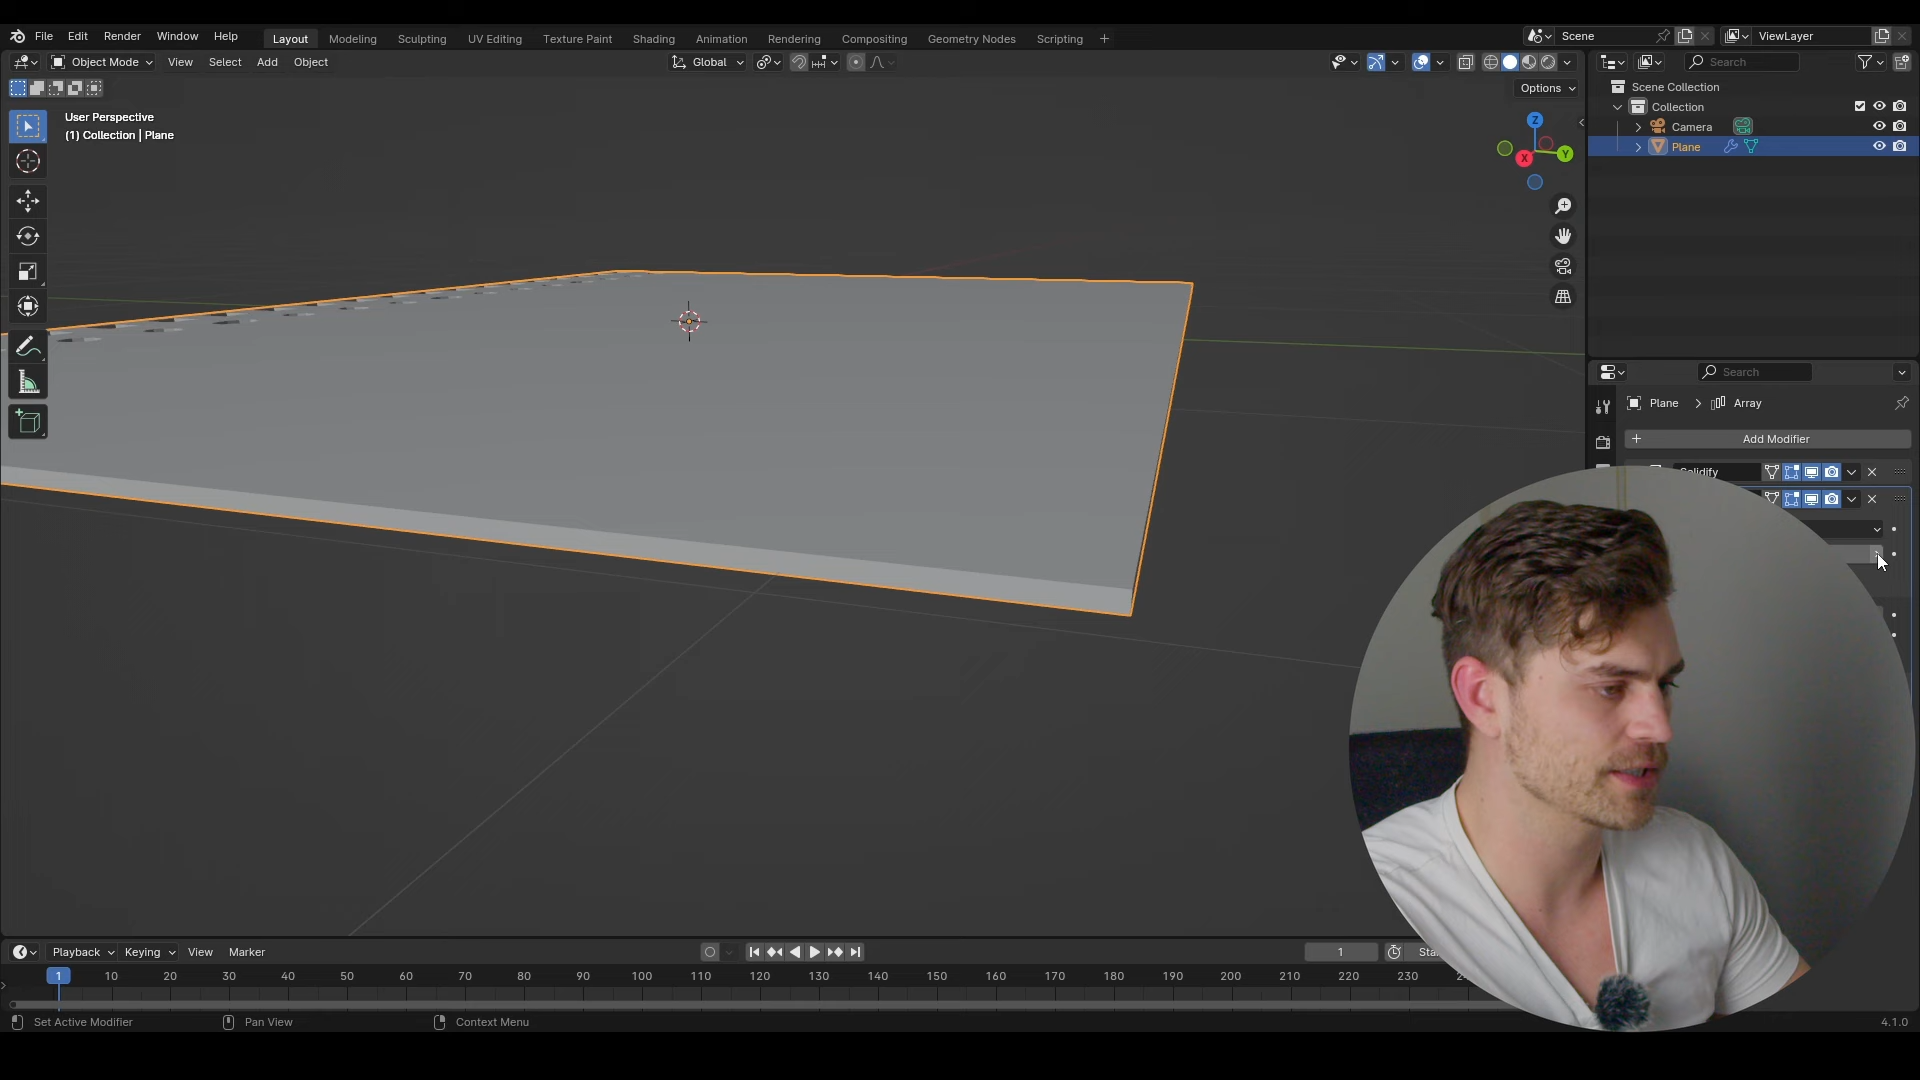 File Edit Render Window Help Layout Modeling Sculpting UV Editing Texture Paint Shading Animation Rendering Compositing Geometry Nodes Scripting + Scene ViewLayer
Object Mode View Select Add Object Global Search
Options
User Perspective
(1) Collection | Plane
Z
Y
X
Scene Collection
Collection
Camera
Plane
Search
Plane > Array
+ Add Modifier
Solidify
Playback Keying View Marker 1
1 10 20 30 40 50 60 70 80 90 100 110 120 130 140 150 160 170 180 190 200 210 220 230
Set Active Modifier Pan View Context Menu 4.1.0